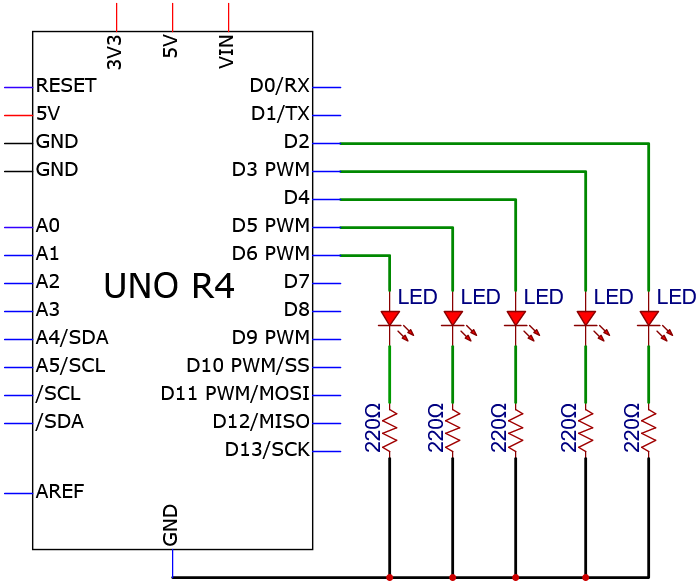 3V3
5V
VIN
RESET
D0/RX
5V
D1/TX
GND
D2
GND
D3 PWM
D4
A0
D5 PWM
A1
D6 PWM
A2
D7
UNO R4
A3
D8
LED
LED
LED
LED
LED
A4/SDA
D9 PWM
A5/SCL
D10 PWM/SS
/SCL
D11 PWM/MOSI
/SDA
D12/MISO
D13/SCK
220Ω
220Ω
220Ω
220Ω
220Ω
AREF
GND